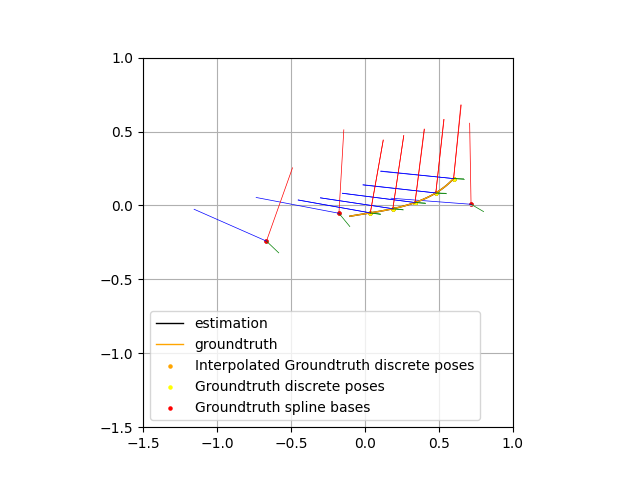 1.0
0.5
0.0
−0.5
−1.0
−1.5
estimation
groundtruth
Interpolated Groundtruth discrete poses
Groundtruth discrete poses
Groundtruth spline bases
−1.5 −1.0 −0.5 0.0 0.5 1.0